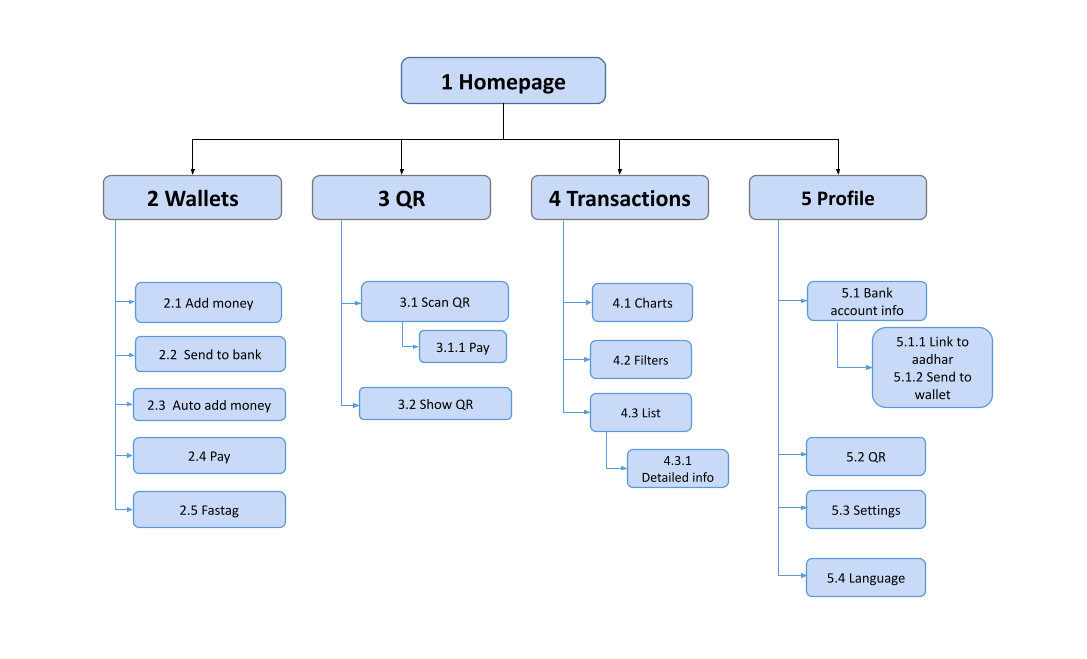 1 Homepage
2 Wallets
3 QR
4 Transactions
5 Profile
2.1 Add money
2.2 Send to bank
2.3 Auto add money
2.4 Pay
2.5 Fastag
3.1 Scan QR
3.1.1 Pay
3.2 Show QR
4.1 Charts
4.2 Filters
4.3 List
4.3.1
Detailed info
5.1 Bank
account info
5.1.1 Link to
aadhar
5.1.2 Send to
wallet
5.2 QR
5.3 Settings
5.4 Language